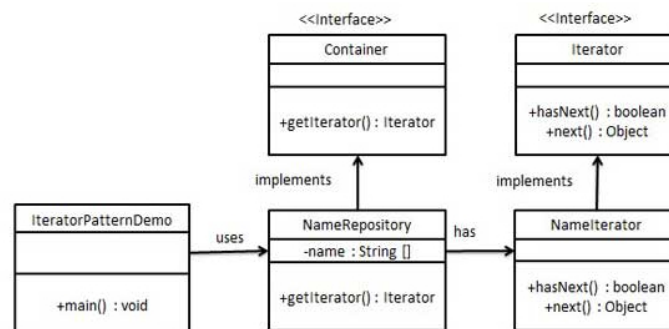 <<Interface>>
Container
+getIterator() : Iterator
<<Interface>>
Iterator
+hasNext() : boolean
+next() : Object
implements
implements
IteratorPatternDemo
+main() : void
uses
NameRepository
-name : String []
+getIterator() : Iterator
has
NameIterator
+hasNext() : boolean
+next() : Object